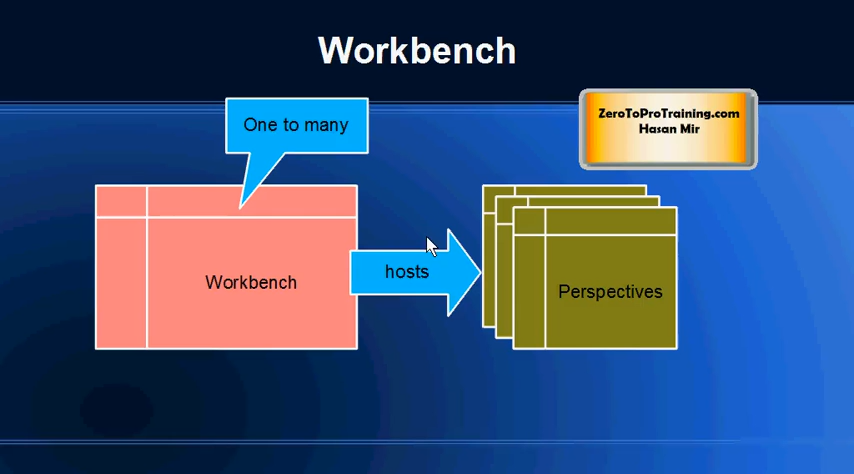 Workbench
One to many
ZeroToProTraining.com
Hasan Mir
Workbench
hosts
Perspectives